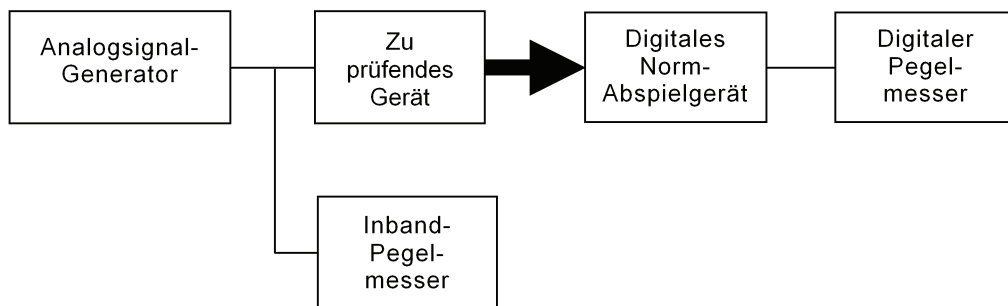 Analogsignal-
Generator
Zu
prüfendes
Gerät
Digitales
Norm-
Abspielgerät
Digitaler
Pegel-
messer
Inband-
Pegel-
messer